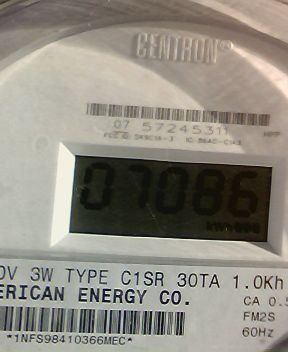 CENTRON®
07 57245311
07086
0V 3W TYPE C1SR 30TA 1.0Kh
ERICAN ENERGY CO.
CA 0.5
FM2S
*1NFS98410366MEC*
60Hz